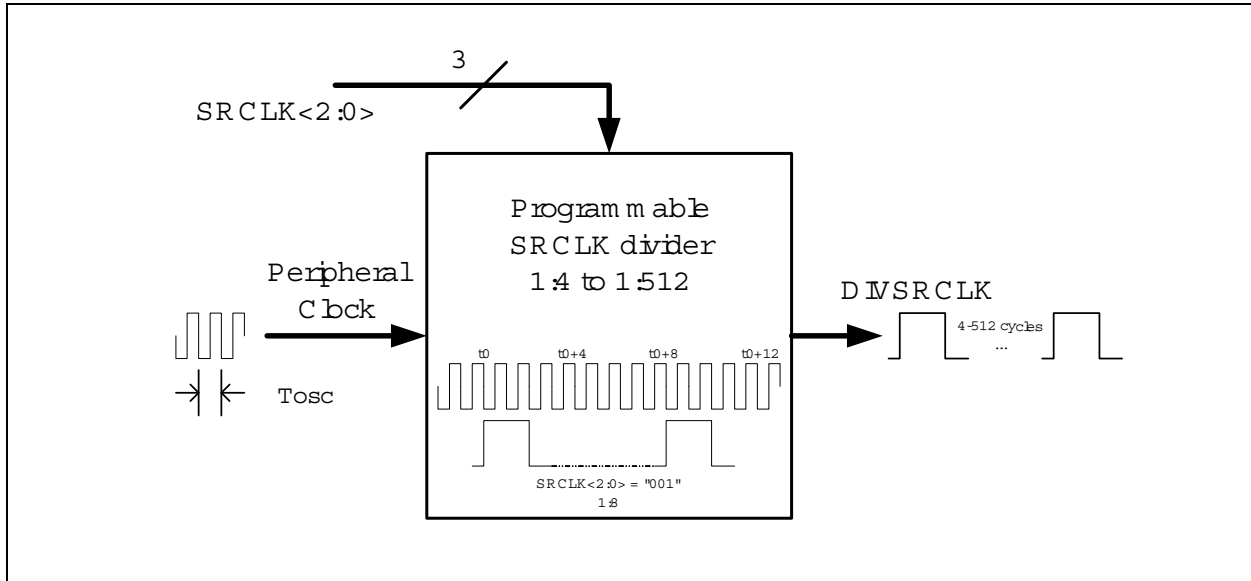 3
SRCLK<2:0>
Programmable
SRCLK divider
1:4 to 1:512
Peripheral
Clock
DIVSRCLK
4-512 cycles
...
t0 t0+4 t0+8 t0+12
Tosc
SRCLK<2:0> = "001"
1:8